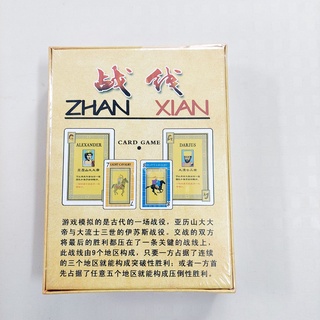 战线
ZHAN XIAN
ALEXANDER
CARD GAME
DARIUS
游戏模拟的是古代的一场战役，亚历山大大
帝与大流士三世的伊苏斯战役。交战的双方
将最后的胜利都压在了一条关键的战线上，
此战线由9个地区构成，只要一方占据了连续
的三个地区就能构成突破性胜利；或者一方首
先占据了任意五个地区就能构成压倒性胜利。